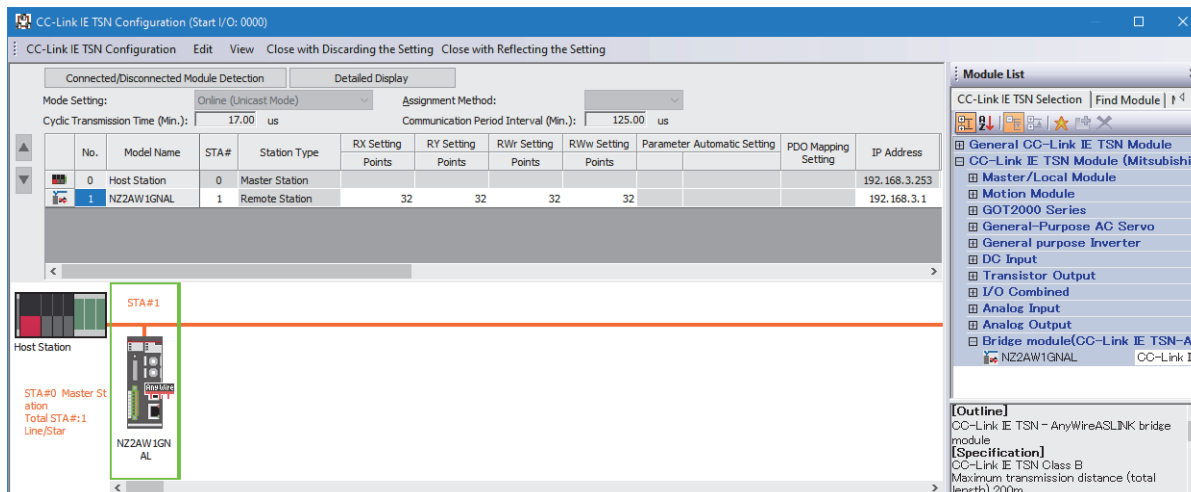 CC-Link IE TSN Configuration (Start I/O: 0000)
CC-Link IE TSN Configuration Edit View Close with Discarding the Setting Close with Reflecting the Setting
Connected/Disconnected Module Detection Detailed Display
Mode Setting: Online (Unicast Mode) Assignment Method:
Cyclic Transmission Time (Min.): 17.00 us Communication Period Interval (Min.): 125.00 us
No. Model Name STA# Station Type RX Setting RY Setting RWr Setting RWw Setting Parameter Automatic Setting PDO Mapping Setting IP Address
Points Points Points Points
0 Host Station 0 Master Station 192.168.3.253
1 NZ2AW1GNAL 1 Remote Station 32 32 32 32 192.168.3.1
STA#1
Host Station
STA#0 Master St
ation
Total STA#:1
Line/Star
AnyWire
NZ2AW1GN
AL
Module List
CC-Link IE TSN Selection Find Module
General CC-Link IE TSN Module
CC-Link IE TSN Module (Mitsubishi
Master/Local Module
Motion Module
GOT2000 Series
General-Purpose AC Servo
General purpose Inverter
DC Input
Transistor Output
I/O Combined
Analog Input
Analog Output
Bridge module(CC-Link IE TSN-A
NZ2AW1GNAL CC-Link I
[Outline]
CC-Link IE TSN - AnyWireASLINK bridge
module
[Specification]
CC-Link IE TSN Class B
Maximum transmission distance (total
length) 200m